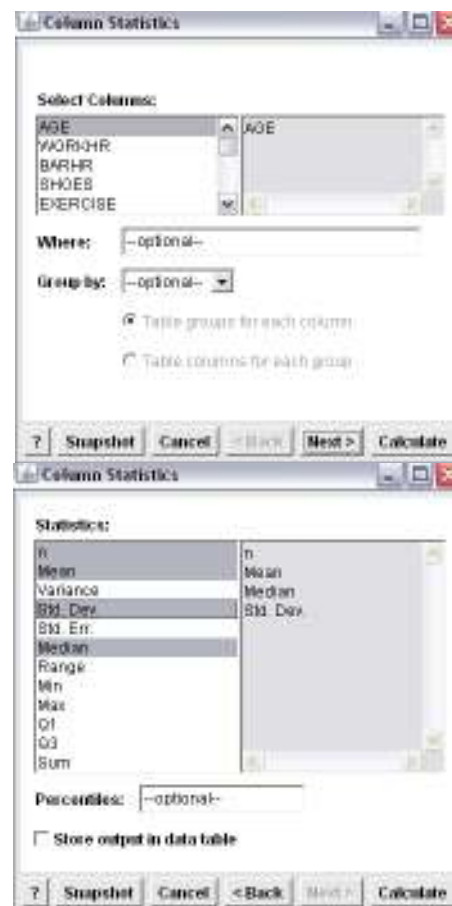 Column Statistics
Select Columns:
AGE
WORKHR
BARHR
SHOES
EXERCISE
AGE
Where: --optional--
Group by: --optional--
Table groups for each column
Table columns for each group
? Snapshot Cancel <Back Next > Calculate
Column Statistics
Statistics:
n
Mean
Variance
Std. Dev.
Std. Err.
Median
Range
Min
Max
Q1
Q3
Sum
n
Mean
Median
Std. Dev.
Percentiles: --optional--
Store output in data table
? Snapshot Cancel <Back Next > Calculate